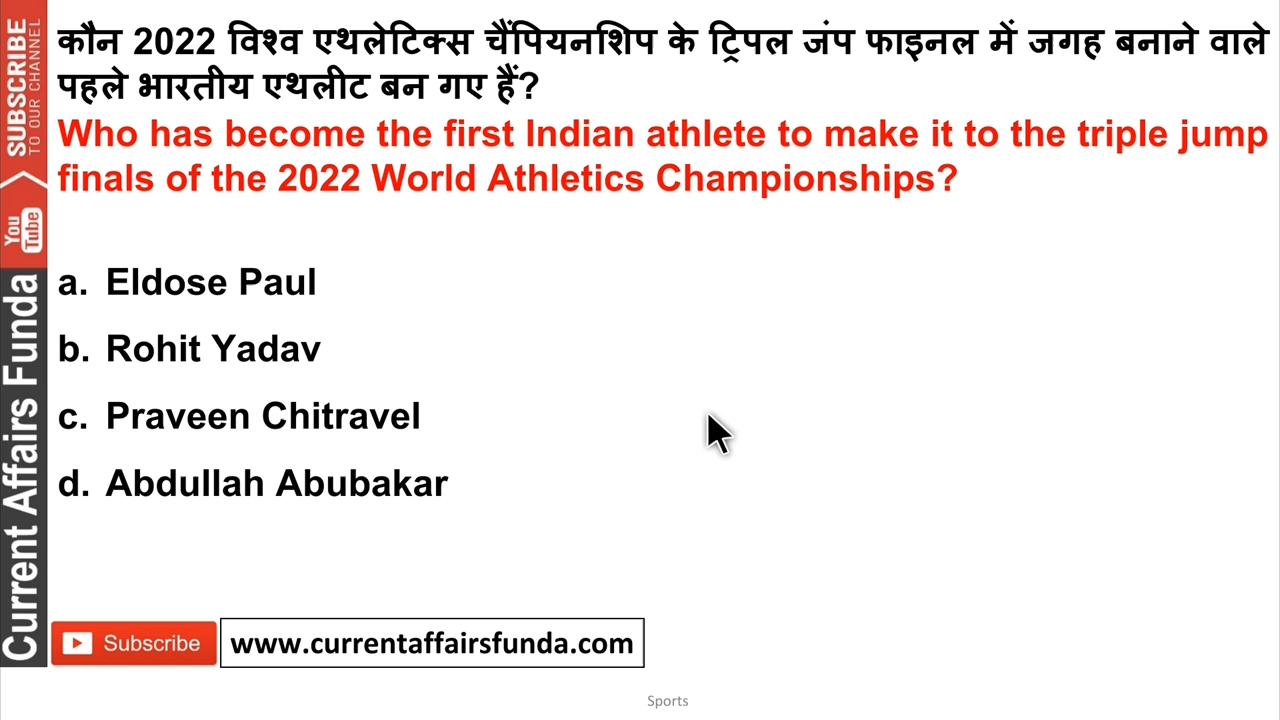 कौन 2022 विश्व एथलेटिक्स चैंपियनशिप के ट्रिपल जंप फाइनल में जगह बनाने वाले
पहले भारतीय एथलीट बन गए हैं?
Who has become the first Indian athlete to make it to the triple jump
finals of the 2022 World Athletics Championships?
a. Eldose Paul
b. Rohit Yadav
c. Praveen Chitravel
d. Abdullah Abubakar
SUBSCRIBE
TO OUR CHANNEL
You
Tube
Current Affairs Funda
Subscribe
www.currentaffairsfunda.com
Sports